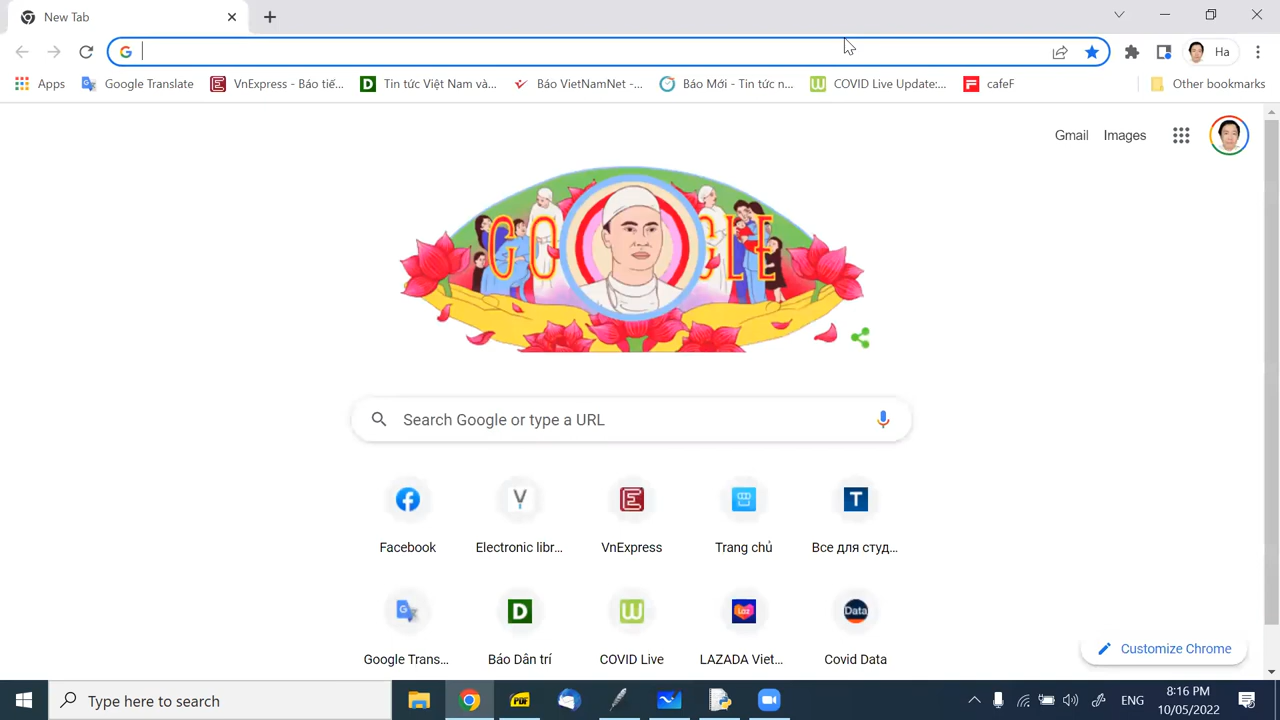 New Tab
Ha
Apps
Google Translate
VnExpress - Báo tiế...
Tin tức Việt Nam và...
Báo VietNamNet -...
Báo Mới - Tin tức n...
COVID Live Update:...
cafeF
Other bookmarks
Gmail
Images
GOOGLE
Search Google or type a URL
Facebook
Electronic libr...
VnExpress
Trang chủ
Все для студ...
Google Trans...
Báo Dân trí
COVID Live
LAZADA Viet...
Covid Data
Customize Chrome
Type here to search
ENG
8:16 PM
10/05/2022